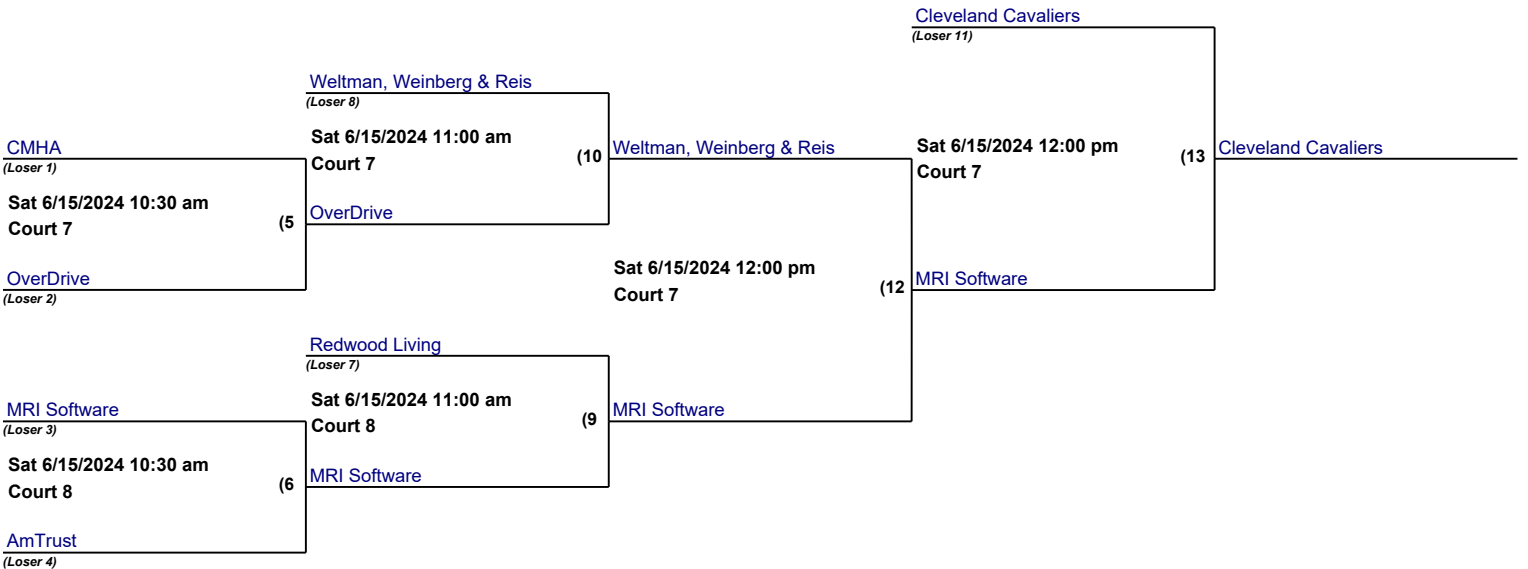 Cleveland Cavaliers
(Loser 11)
Weltman, Weinberg & Reis
(Loser 8)
Sat 6/15/2024 11:00 am
Court 7
(10
CMHA
(Loser 1)
Weltman, Weinberg & Reis
Sat 6/15/2024 12:00 pm
Court 7
(13
Cleveland Cavaliers
Sat 6/15/2024 10:30 am
Court 7
(5
OverDrive
OverDrive
(Loser 2)
Sat 6/15/2024 12:00 pm
Court 7
(12
MRI Software
Redwood Living
(Loser 7)
Sat 6/15/2024 11:00 am
Court 8
(9
MRI Software
MRI Software
(Loser 3)
Sat 6/15/2024 10:30 am
Court 8
(6
MRI Software
AmTrust
(Loser 4)